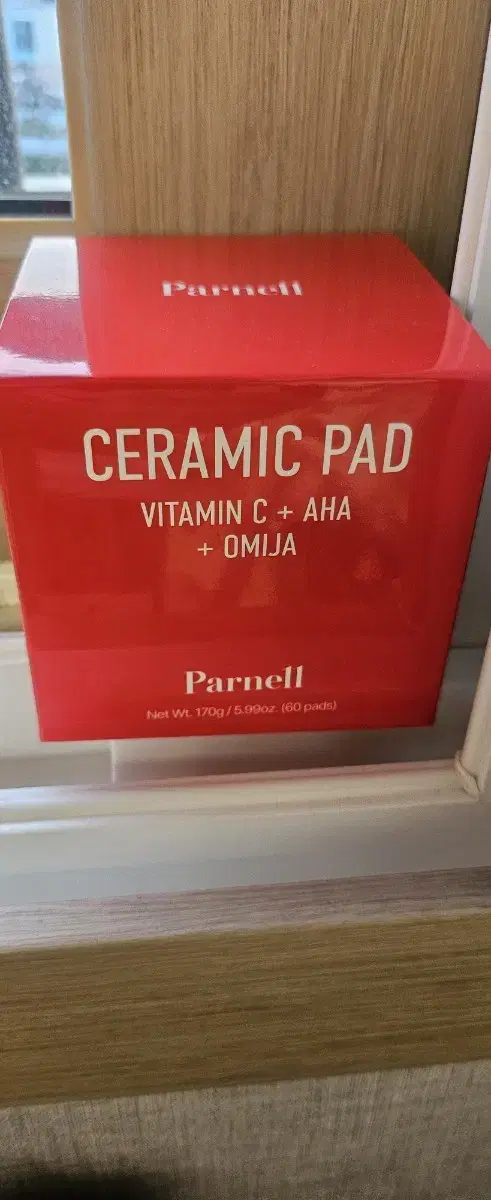 Parnell
CERAMIC PAD
VITAMIN C + AHA
+ OMIJA
Parnell
Net Wt. 170g / 5.99oz. (60 pads)